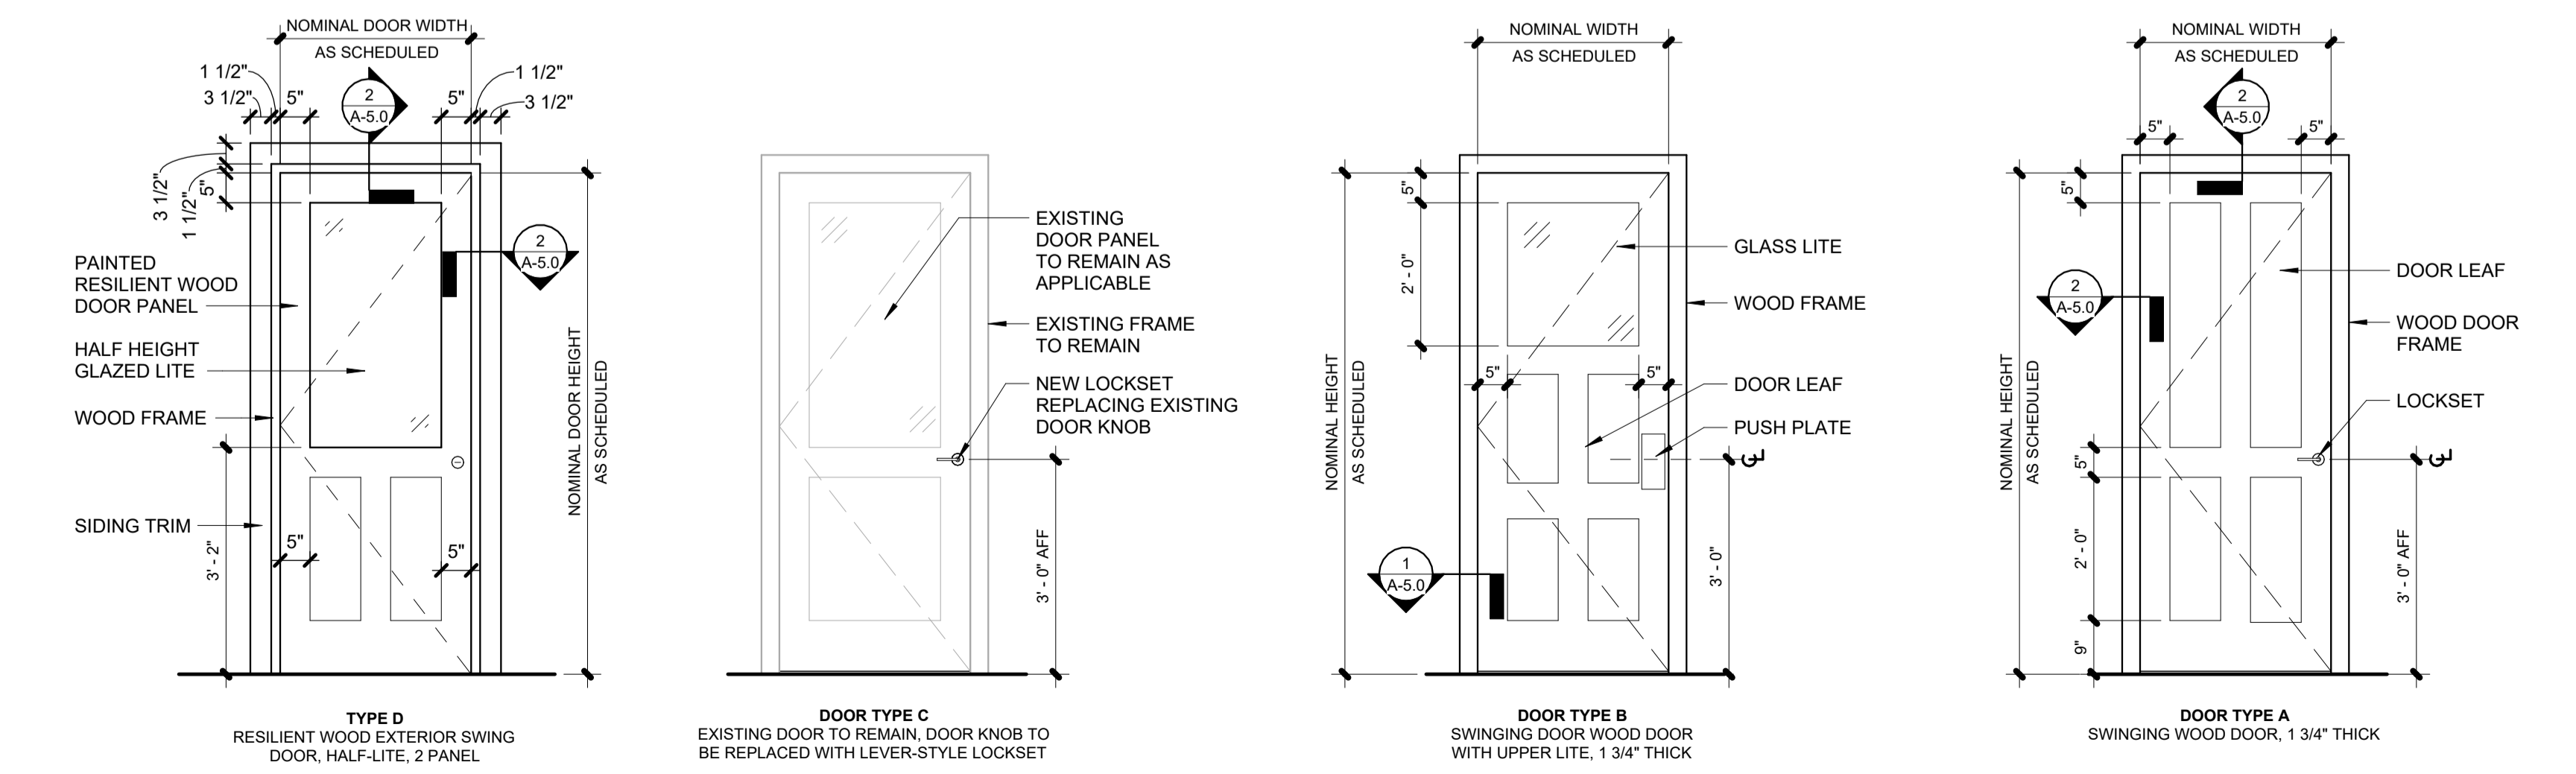 NOMINAL DOOR WIDTH
AS SCHEDULED
1 1/2"
3 1/2"
5"
2
A-5.0
5"
1 1/2"
3 1/2"
3 1/2"
1 1/2"
5"
2
A-5.0
PAINTED
RESILIENT WOOD
DOOR PANEL
HALF HEIGHT
GLAZED LITE
WOOD FRAME
SIDING TRIM
3' - 2"
5"
5"
NOMINAL DOOR HEIGHT
AS SCHEDULED
TYPE D
RESILIENT WOOD EXTERIOR SWING
DOOR, HALF-LITE, 2 PANEL
EXISTING
DOOR PANEL
TO REMAIN AS
APPLICABLE
EXISTING FRAME
TO REMAIN
NEW LOCKSET
REPLACING EXISTING
DOOR KNOB
3' - 0" AFF
DOOR TYPE C
EXISTING DOOR TO REMAIN, DOOR KNOB TO
BE REPLACED WITH LEVER-STYLE LOCKSET
NOMINAL WIDTH
AS SCHEDULED
5"
2' - 0"
NOMINAL HEIGHT
AS SCHEDULED
5"
5"
GLASS LITE
WOOD FRAME
DOOR LEAF
PUSH PLATE
CL
3' - 0"
1
A-5.0
DOOR TYPE B
SWINGING DOOR WOOD DOOR
WITH UPPER LITE, 1 3/4" THICK
NOMINAL WIDTH
AS SCHEDULED
2
A-5.0
5"
5"
5"
2
A-5.0
NOMINAL HEIGHT
AS SCHEDULED
DOOR LEAF
WOOD DOOR
FRAME
LOCKSET
CL
5"
2' - 0"
9"
3' - 0" AFF
DOOR TYPE A
SWINGING WOOD DOOR, 1 3/4" THICK